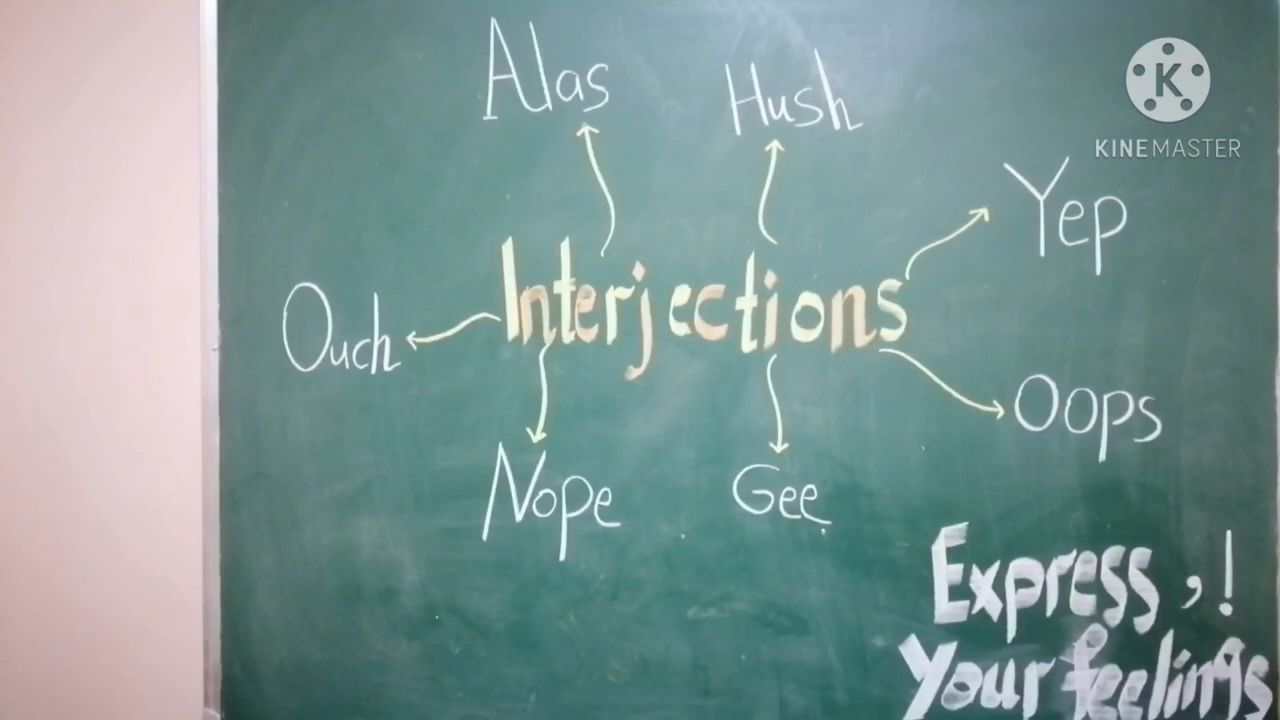 Alas
Hush
KINEMASTER
Yep
Interjections
Ouch
Oops
Nope
Gee
Express , !
Your feelings